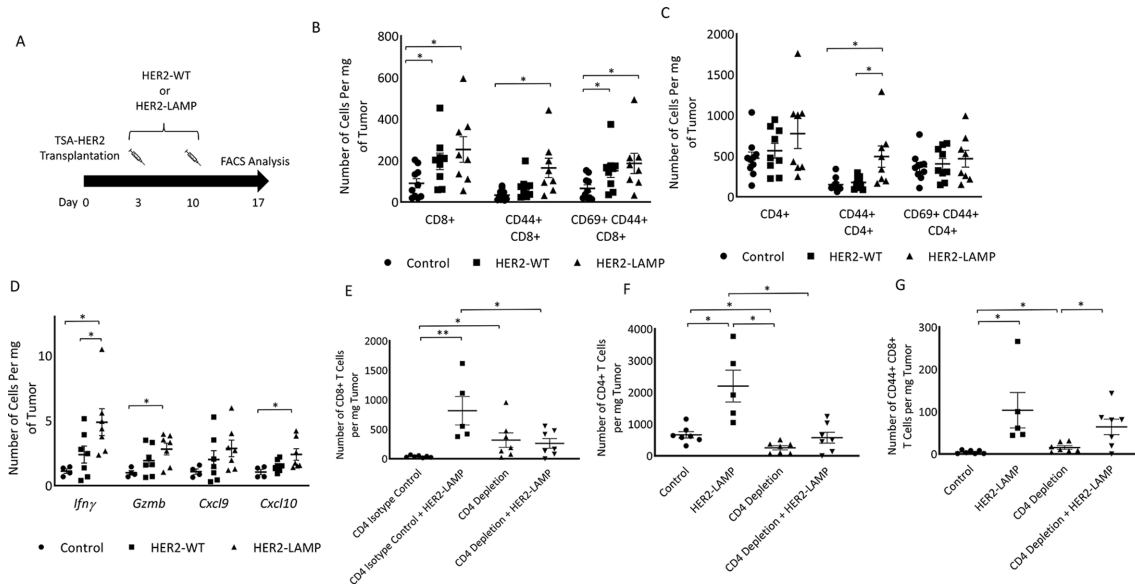 A
HER2-WT
or
HER2-LAMP
TSA-HER2
Transplantation
FACS Analysis
Day 0 3 10 17
B
Number of Cells Per mg
of Tumor
800
600
400
200
0
* * * * *
CD8+
CD44+
CD8+
CD69+ CD44+
CD8+
Control HER2-WT HER2-LAMP
C
Number of Cells Per mg
of Tumor
2000
1500
1000
500
0
* *
CD4+
CD44+
CD4+
CD69+ CD44+
CD4+
Control HER2-WT HER2-LAMP
D
Number of Cells Per mg
of Tumor
10
5
0
* * * *
Ifnγ Gzmb Cxcl9 Cxcl10
Control HER2-WT HER2-LAMP
E
Number of CD8+ T Cells
per mg Tumor
2000
1500
1000
500
0
* * **
CD4 Isotype Control
CD4 Isotype Control + HER2-LAMP
CD4 Depletion
CD4 Depletion + HER2-LAMP
F
Number of CD4+ T Cells
per mg Tumor
4000
3000
2000
1000
0
* * * *
Control
HER2-LAMP
CD4 Depletion
CD4 Depletion + HER2-LAMP
G
Number of CD44+ CD8+
T Cells per mg Tumor
300
200
100
0
* * *
Control
HER2-LAMP
CD4 Depletion
CD4 Depletion + HER2-LAMP